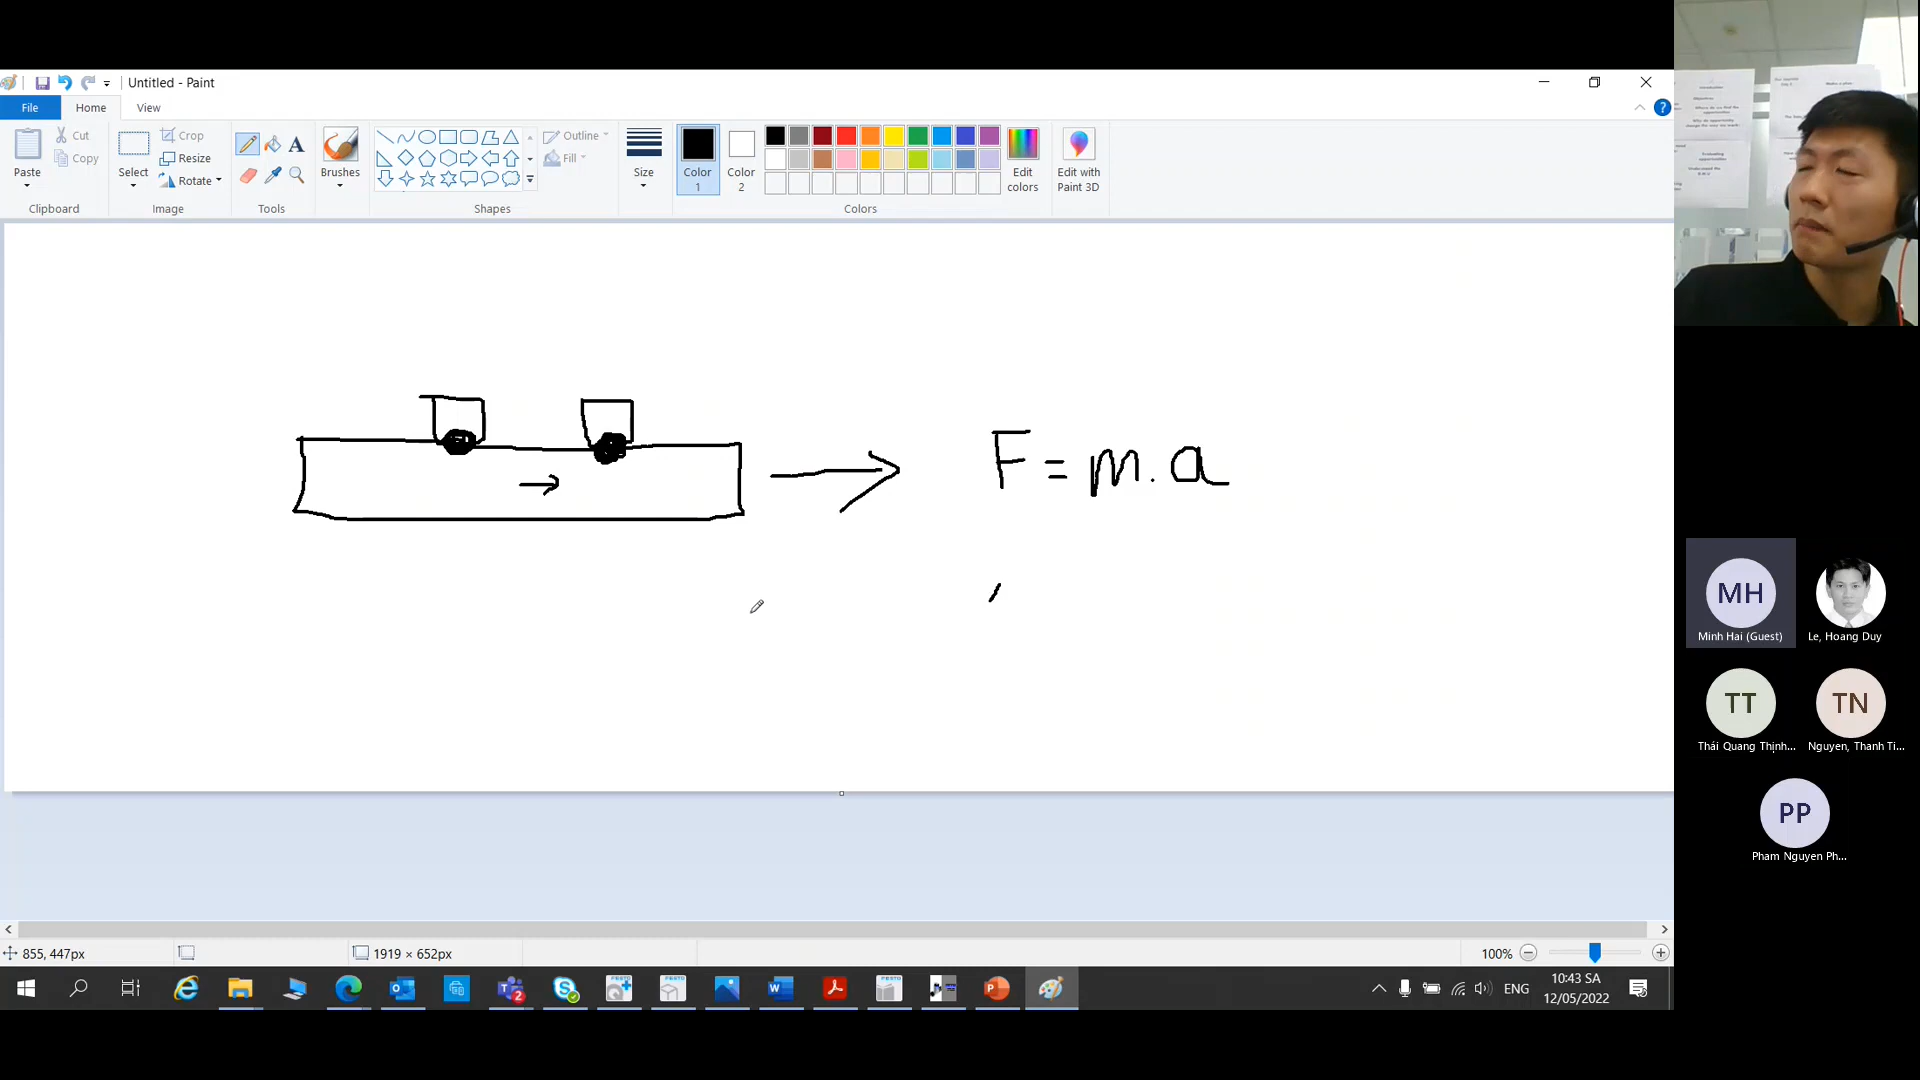 Untitled - Paint
File
Home
View
Paste
Cut
Copy
Clipboard
Select
Crop
Resize
Rotate
Image
A
Tools
Brushes
Outline
Fill
Shapes
Size
Color
1
Color
2
Edit
colors
Edit with
Paint 3D
Colors
F = m.a
MH
Minh Hai (Guest)
Le, Hoang Duy
TT
Thái Quang Thịnh...
TN
Nguyen, Thanh Ti...
PP
Pham Nguyen Ph...
855, 447px
1919 × 652px
100%
ENG
10:43 SA
12/05/2022